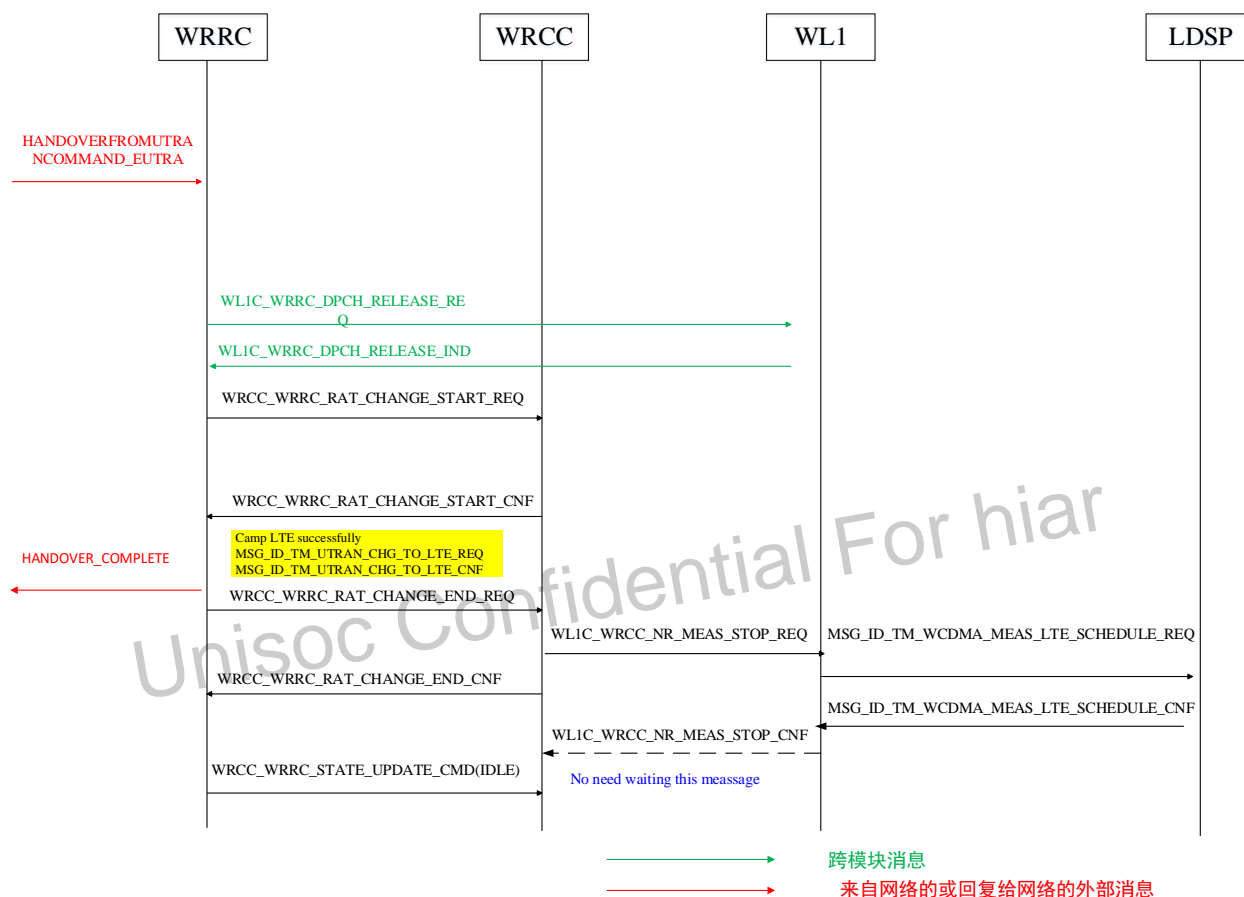 WRRC
WRCC
WL1
LDSP
HANDOVERFROMUTRA
NCOMMAND_EUTRA
WL1C_WRRC_DPCH_RELEASE_RE
Q
WL1C_WRRC_DPCH_RELEASE_IND
WRCC_WRRC_RAT_CHANGE_START_REQ
WRCC_WRRC_RAT_CHANGE_START_CNF
Camp LTE successfully
MSG_ID_TM_UTRAN_CHG_TO_LTE_REQ
MSG_ID_TM_UTRAN_CHG_TO_LTE_CNF
HANDOVER_COMPLETE
WRCC_WRRC_RAT_CHANGE_END_REQ
WL1C_WRCC_NR_MEAS_STOP_REQ
MSG_ID_TM_WCDMA_MEAS_LTE_SCHEDULE_REQ
WRCC_WRRC_RAT_CHANGE_END_CNF
MSG_ID_TM_WCDMA_MEAS_LTE_SCHEDULE_CNF
WL1C_WRCC_NR_MEAS_STOP_CNF
WRCC_WRRC_STATE_UPDATE_CMD(IDLE)
No need waiting this meassage
Unisoc Confidential For hiar
跨模块消息
来自网络的或回复给网络的外部消息